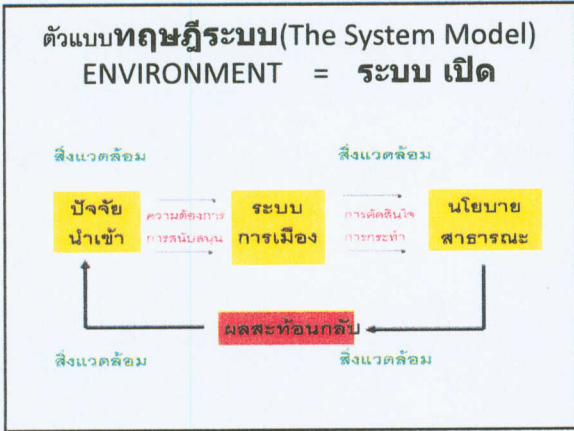 ตัวแบบทฤษฎีระบบ(The System Model)
ENVIRONMENT = ระบบ เปิด
สิ่งแวดล้อม
สิ่งแวดล้อม
ปัจจัย
นำเข้า
ความต้องการ
การสนับสนุน
ระบบ
การเมือง
การตัดสินใจ
การกระทำ
นโยบาย
สาธารณะ
ผลสะท้อนกลับ
สิ่งแวดล้อม
สิ่งแวดล้อม